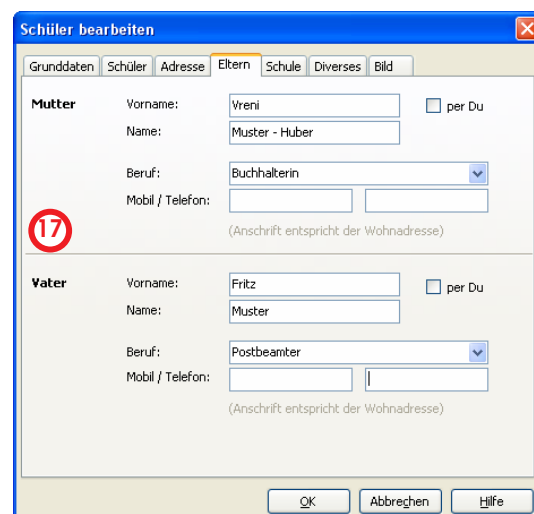 Schüler bearbeiten
Grunddaten Schüler Adresse Eltern Schule Diverses Bild
Mutter Vorname: Vreni per Du
Name: Muster - Huber
Beruf: Buchhalterin
Mobil / Telefon:
17
(Anschrift entspricht der Wohnadresse)
Vater Vorname: Fritz per Du
Name: Muster
Beruf: Postbeamter
Mobil / Telefon:
(Anschrift entspricht der Wohnadresse)
OK Abbrechen Hilfe